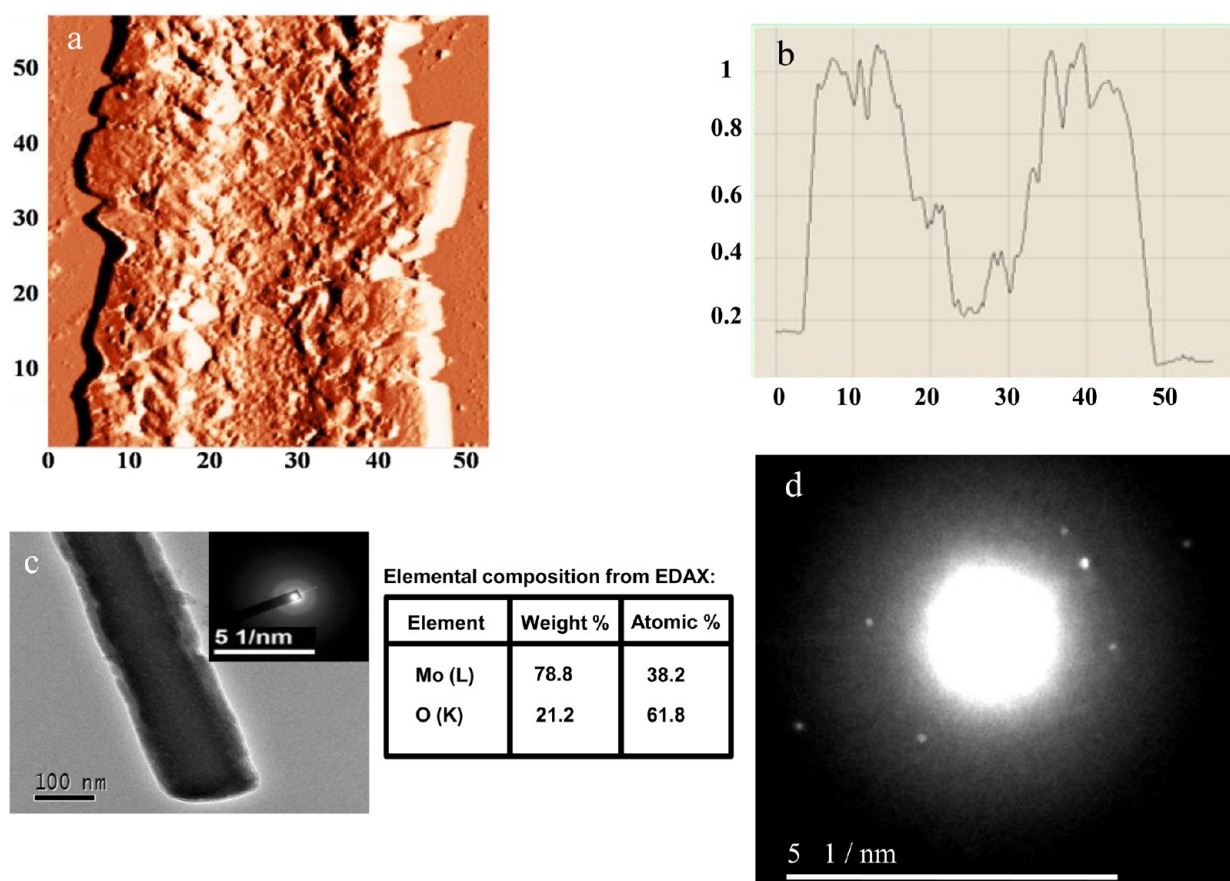 a
50
40
30
20
10
0 10 20 30 40 50
b
1
0.8
0.6
0.4
0.2
0 10 20 30 40 50
c
5 1/nm
100 nm
Elemental composition from EDAX:
Element Weight % Atomic %
Mo (L) 78.8 38.2
O (K) 21.2 61.8
d
5 1 / nm